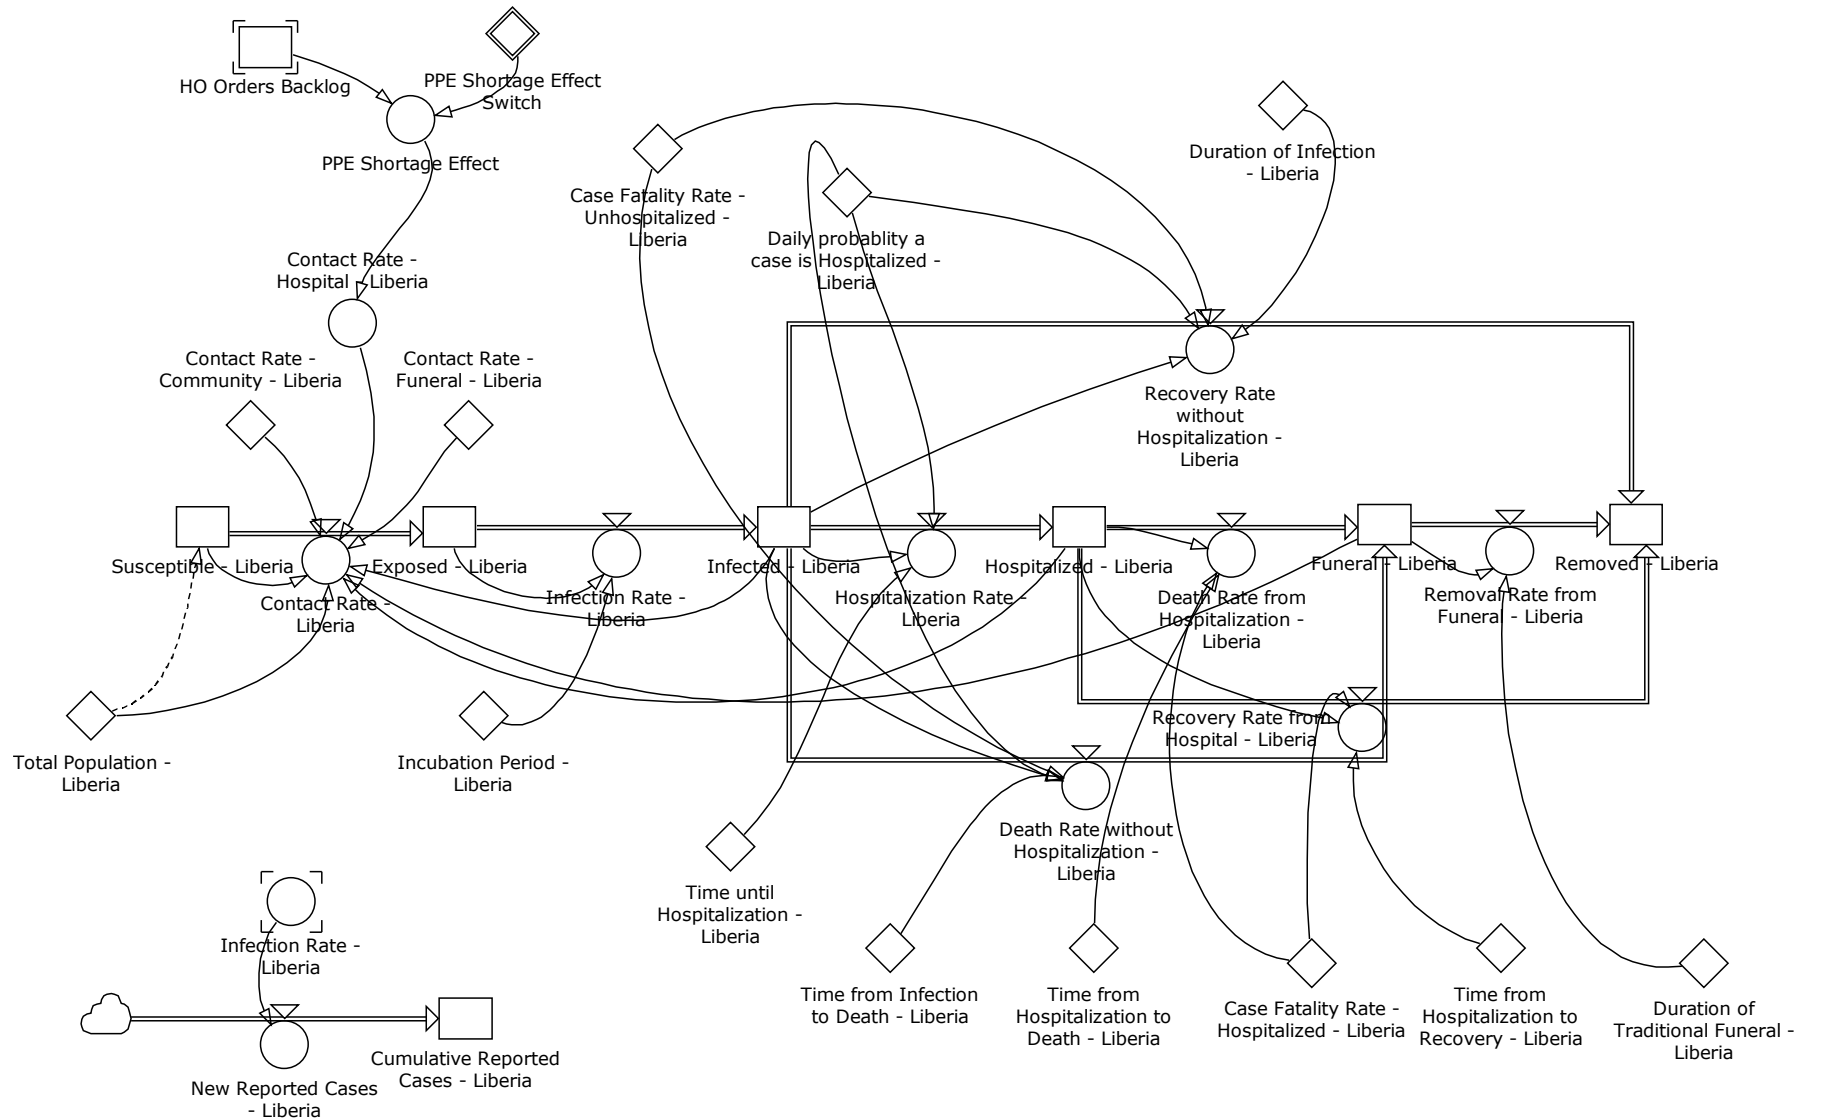 HO Orders Backlog
PPE Shortage Effect
Switch
PPE Shortage Effect
Duration of Infection
- Liberia
Case Fatality Rate -
Unhospitalized -
Liberia
Daily probablity a
case is Hospitalized -
Liberia
Contact Rate -
Hospital - Liberia
Contact Rate -
Community - Liberia
Contact Rate -
Funeral - Liberia
Recovery Rate
without
Hospitalization -
Liberia
Susceptible - Liberia
Exposed - Liberia
Infected - Liberia
Hospitalized - Liberia
Funeral - Liberia
Removed - Liberia
Contact Rate -
Liberia
Infection Rate -
Liberia
Hospitalization Rate -
Liberia
Death Rate from
Hospitalization -
Liberia
Removal Rate from
Funeral - Liberia
Recovery Rate from
Hospital - Liberia
Total Population -
Liberia
Incubation Period -
Liberia
Death Rate without
Hospitalization -
Liberia
Time until
Hospitalization -
Liberia
Infection Rate -
Liberia
Time from Infection
to Death - Liberia
Time from
Hospitalization to
Death - Liberia
Case Fatality Rate -
Hospitalized - Liberia
Time from
Hospitalization to
Recovery - Liberia
Duration of
Traditional Funeral -
Liberia
Cumulative Reported
Cases - Liberia
New Reported Cases
- Liberia